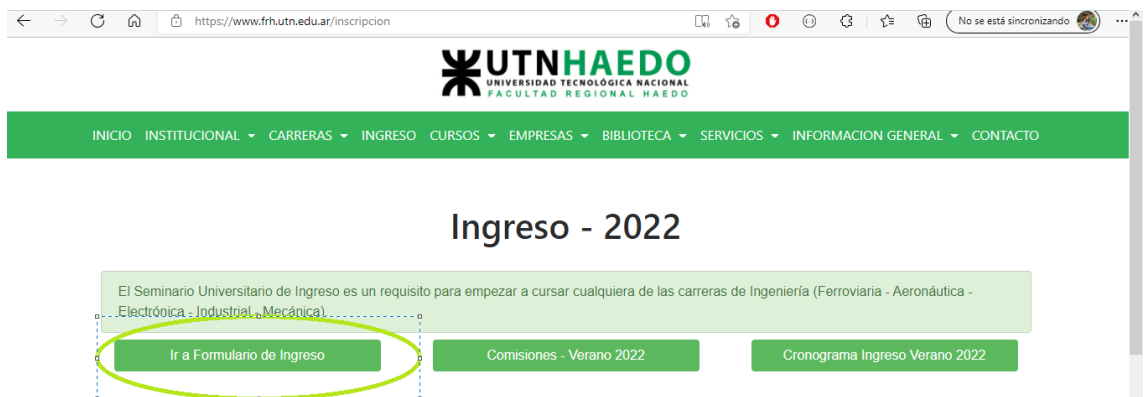 https://www.frh.utn.edu.ar/inscripcion
No se está sincronizando
UTNHAEDO
UNIVERSIDAD TECNOLÓGICA NACIONAL
FACULTAD REGIONAL HAEDO
INICIO INSTITUCIONAL CARRERAS INGRESO CURSOS EMPRESAS BIBLIOTECA SERVICIOS INFORMACION GENERAL CONTACTO
Ingreso - 2022
El Seminario Universitario de Ingreso es un requisito para empezar a cursar cualquiera de las carreras de Ingeniería (Ferroviaria - Aeronáutica -
Electrónica - Industrial - Mecánica)
Ir a Formulario de Ingreso
Comisiones - Verano 2022
Cronograma Ingreso Verano 2022